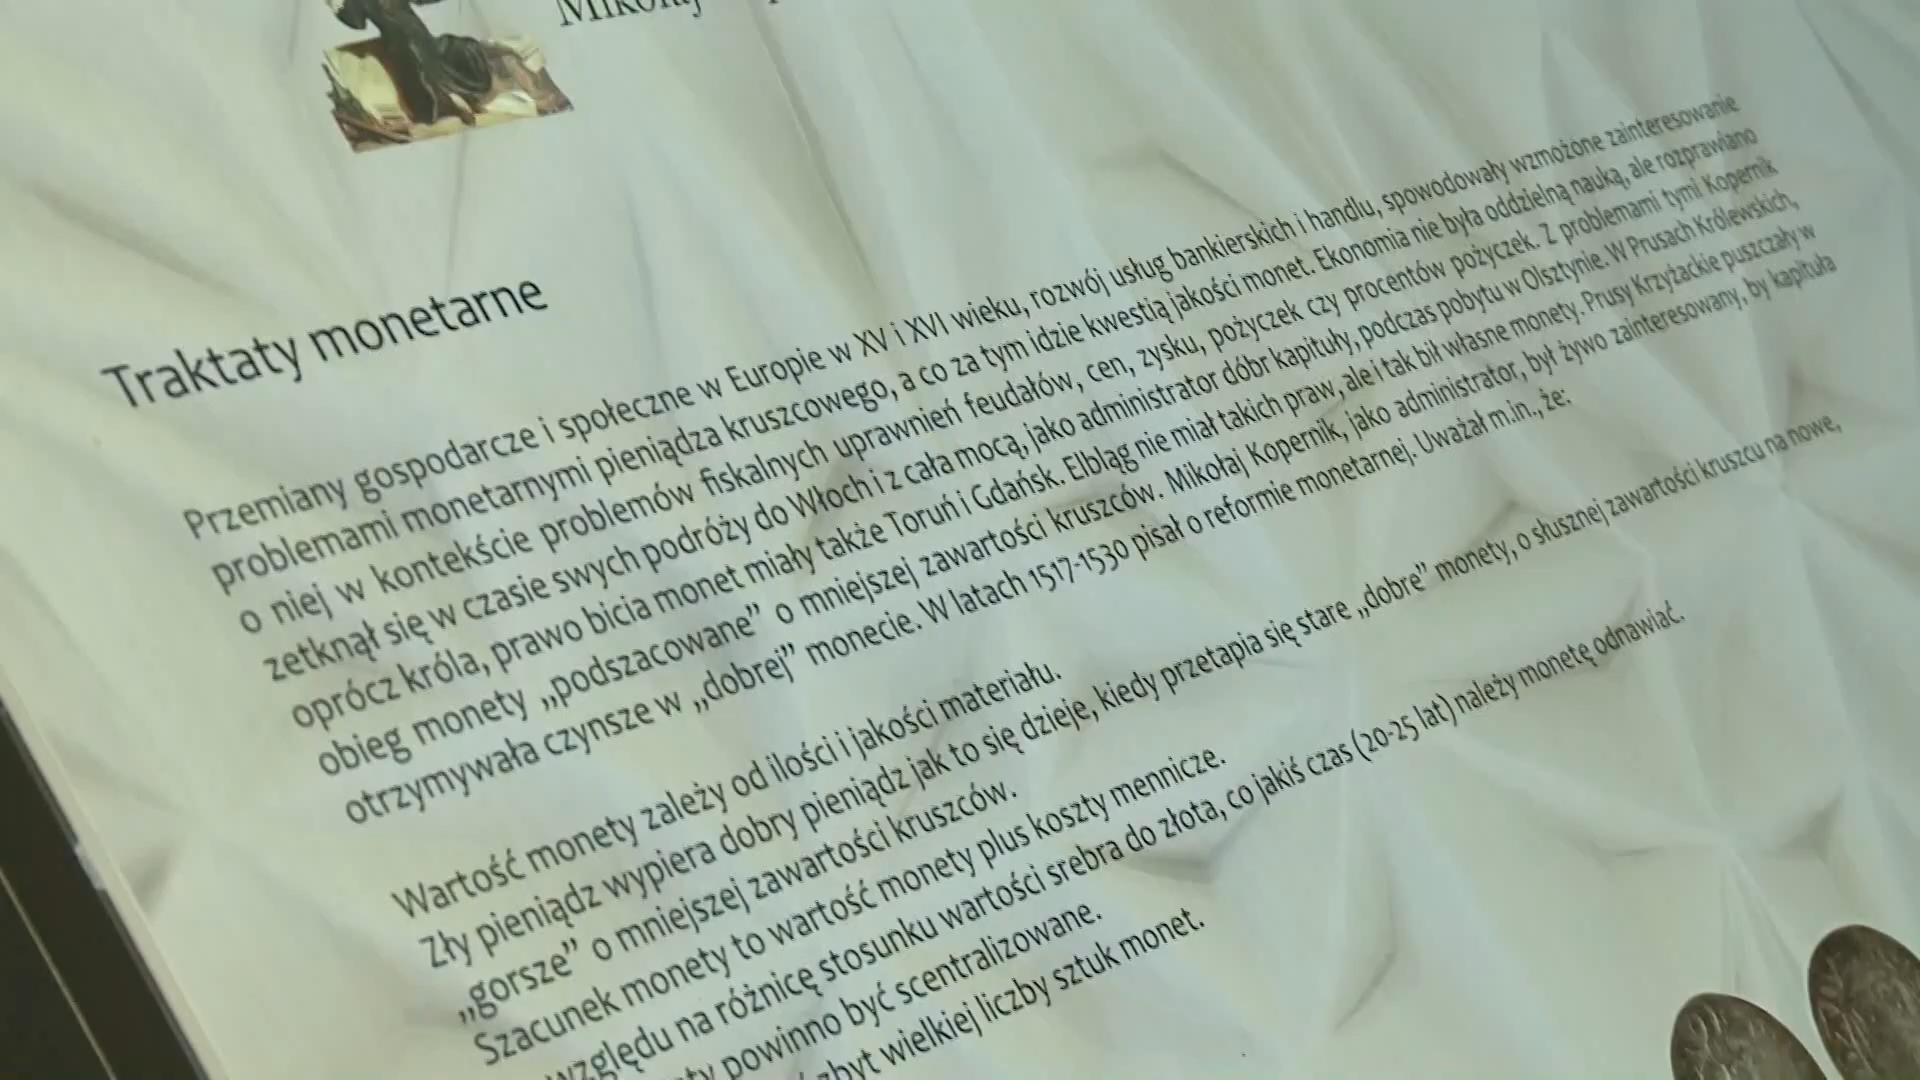 Mikołaj
Traktaty monetarne
Przemiany gospodarcze i społeczne w Europie w XV i XVI wieku, rozwój usług bankierskich i handlu, spowodowały wzmożone zainteresowanie
problemami monetarnymi pieniądza kruszcowego, a co za tym idzie kwestią jakości monet. Ekonomia nie była oddzielną nauką, ale rozprawiano
o niej w kontekście problemów fiskalnych uprawnień feudałów, cen, zysku, pożyczek czy procentów pożyczek. Z problemami tymi Kopernik
zetknął się w czasie swych podróży do Włoch i z cała mocą, jako administrator dóbr kapituły, podczas pobytu w Olsztynie. W Prusach Królewskich,
oprócz króla, prawo bicia monet miały także Toruń i Gdańsk. Elbląg nie miał takich praw, ale i tak bił własne monety. Prusy Krzyżackie puszczały w
obieg monety „podszacowane” o mniejszej zawartości kruszców. Mikołaj Kopernik, jako administrator, był żywo zainteresowany, by kapituła
otrzymywała czynsze w „dobrej” monecie. W latach 1517-1530 pisał o reformie monetarnej. Uważał m.in., że:
Wartość monety zależy od ilości i jakości materiału.
Zły pieniądz wypiera dobry pieniądz jak to się dzieje, kiedy przetapia się stare „dobre” monety, o słusznej zawartości kruszcu na nowe,
„gorsze” o mniejszej zawartości kruszców.
Szacunek monety to wartość monety plus koszty mennicze.
względu na różnicę stosunku wartości srebra do złota, co jakiś czas (20-25 lat) należy monetę odnawiać.
powinno być scentralizowane.
zbyt wielkiej liczby sztuk monet.